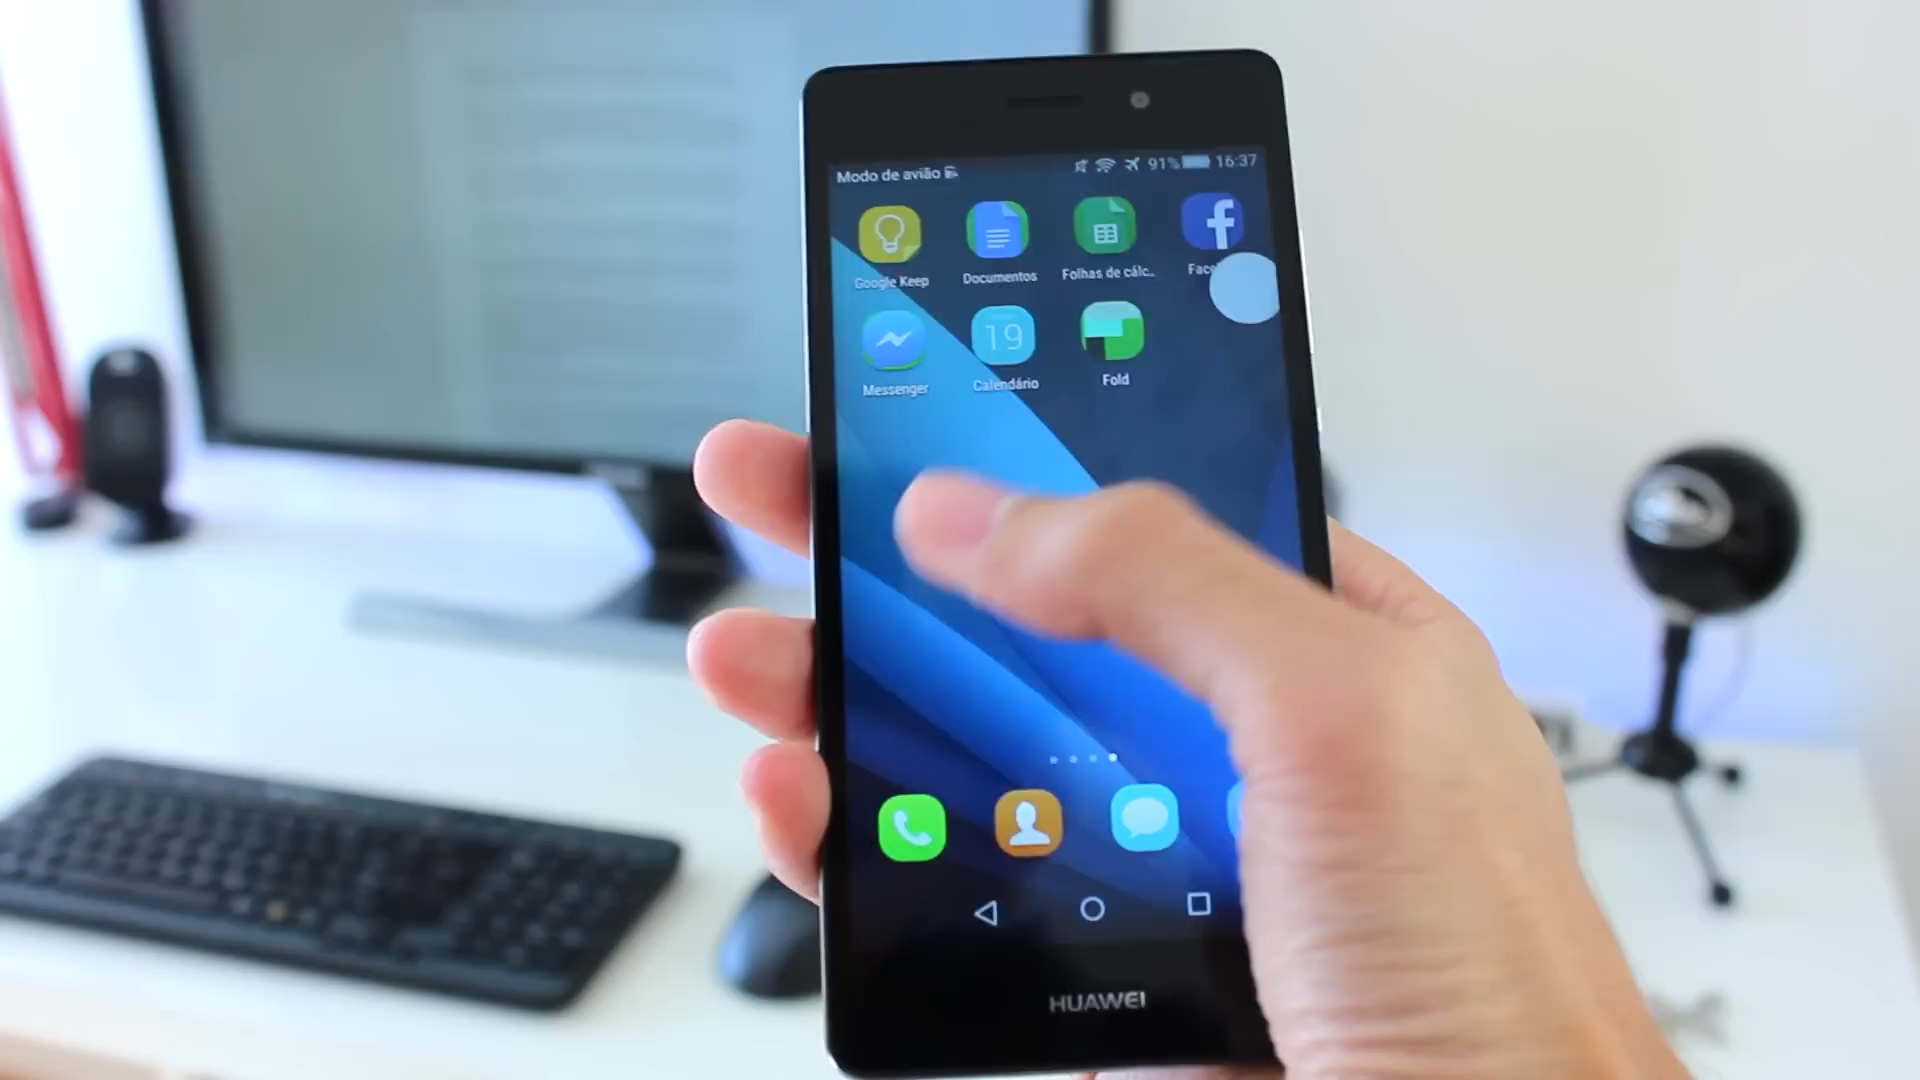 Modo de avião
91% 16:37
Google Keep
Documentos
Folhas de cálc...
Messenger
19
Calendário
Fold
HUAWEI